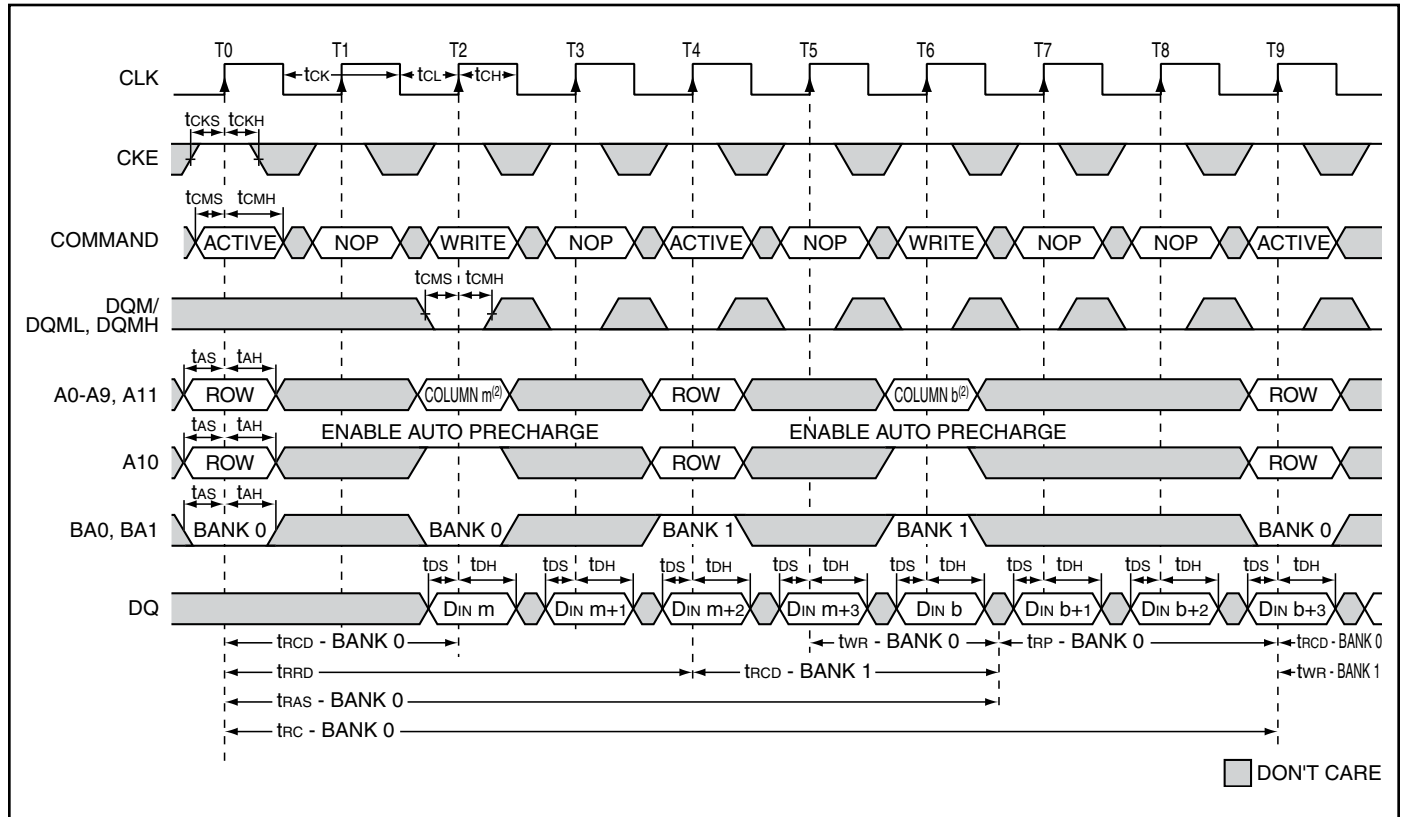 T0 T1 T2 T3 T4 T5 T6 T7 T8 T9
CLK tCK tCL tCH
tCKS tCKH
CKE
tCMS tCMH
COMMAND ACTIVE NOP WRITE NOP ACTIVE NOP WRITE NOP NOP ACTIVE
tCMS tCMH
DQM/
DQML, DQMH
tAS tAH
A0-A9, A11 ROW COLUMN m(2) ROW COLUMN b(2) ROW
tAS tAH ENABLE AUTO PRECHARGE ENABLE AUTO PRECHARGE
A10 ROW ROW ROW
tAS tAH
BA0, BA1 BANK 0 BANK 0 BANK 1 BANK 1 BANK 0
tDS tDH tDS tDH tDS tDH tDS tDH tDS tDH tDS tDH tDS tDH tDS tDH
DQ DIN m DIN m+1 DIN m+2 DIN m+3 DIN b DIN b+1 DIN b+2 DIN b+3
tRCD - BANK 0 tWR - BANK 0 tRP - BANK 0 tRCD - BANK 0
tRRD tRCD - BANK 1 tWR - BANK 1
tRAS - BANK 0
tRC - BANK 0
DON'T CARE